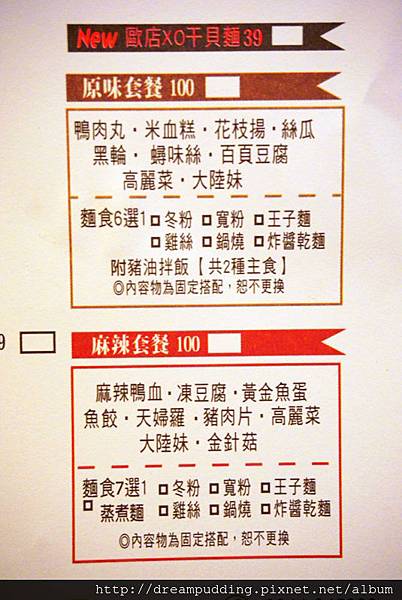 New 歐店XO干貝麵39
原味套餐 100
鴨肉丸・米血糕・花枝揚・絲瓜
黑輪・蟳味絲・百頁豆腐
高麗菜・大陸妹
麵食6選1 冬粉 寬粉 王子麵
雞絲 鍋燒 炸醬乾麵
附豬油拌飯【共2種主食】
◎內容物為固定搭配，恕不更換
9
麻辣套餐 100
麻辣鴨血・凍豆腐・黃金魚蛋
魚餃・天婦羅・豬肉片・高麗菜
大陸妹・金針菇
麵食7選1 冬粉 寬粉 王子麵
蒸煮麵 雞絲 鍋燒 炸醬乾麵
◎內容物為固定搭配，恕不更換
http://dreampudding.pixnet.net/album